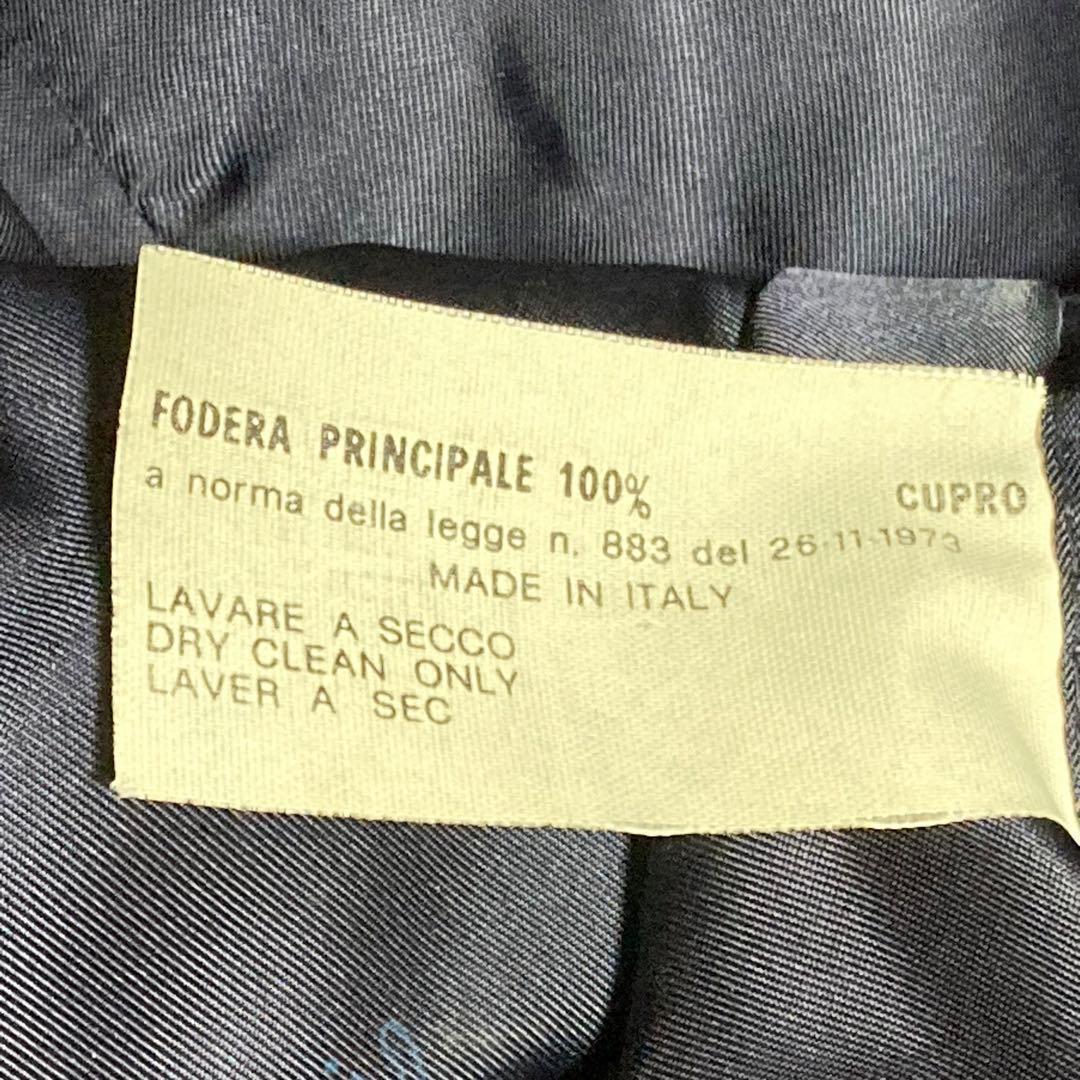 FODERA PRINCIPALE 100% CUPRO
a norma della legge n. 883 del 26-11-1973
MADE IN ITALY
LAVARE A SECCO
DRY CLEAN ONLY
LAVER A SEC